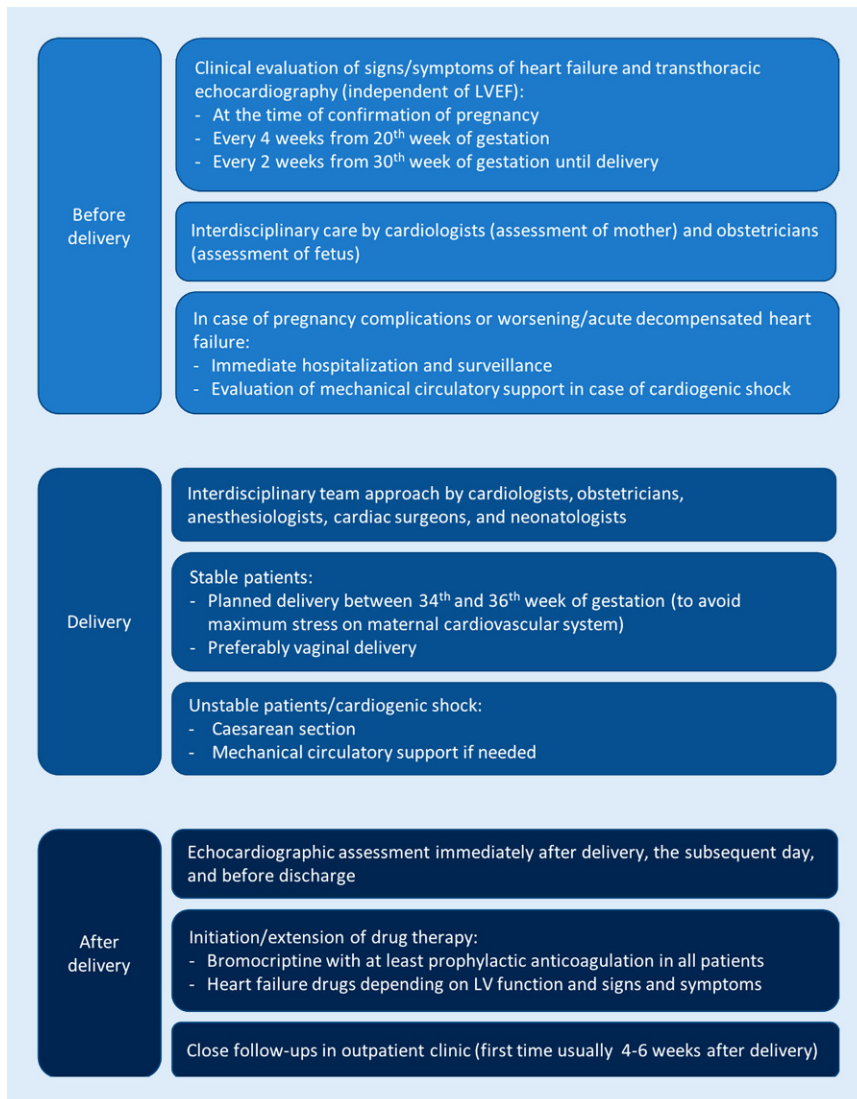 Before
delivery
Clinical evaluation of signs/symptoms of heart failure and transthoracic
echocardiography (independent of LVEF):
- At the time of confirmation of pregnancy
- Every 4 weeks from 20th week of gestation
- Every 2 weeks from 30th week of gestation until delivery
Interdisciplinary care by cardiologists (assessment of mother) and obstetricians
(assessment of fetus)
In case of pregnancy complications or worsening/acute decompensated heart
failure:
- Immediate hospitalization and surveillance
- Evaluation of mechanical circulatory support in case of cardiogenic shock
Delivery
Interdisciplinary team approach by cardiologists, obstetricians,
anesthesiologists, cardiac surgeons, and neonatologists
Stable patients:
- Planned delivery between 34th and 36th week of gestation (to avoid
maximum stress on maternal cardiovascular system)
- Preferably vaginal delivery
Unstable patients/cardiogenic shock:
- Caesarean section
- Mechanical circulatory support if needed
After
delivery
Echocardiographic assessment immediately after delivery, the subsequent day,
and before discharge
Initiation/extension of drug therapy:
- Bromocriptine with at least prophylactic anticoagulation in all patients
- Heart failure drugs depending on LV function and signs and symptoms
Close follow-ups in outpatient clinic (first time usually 4-6 weeks after delivery)